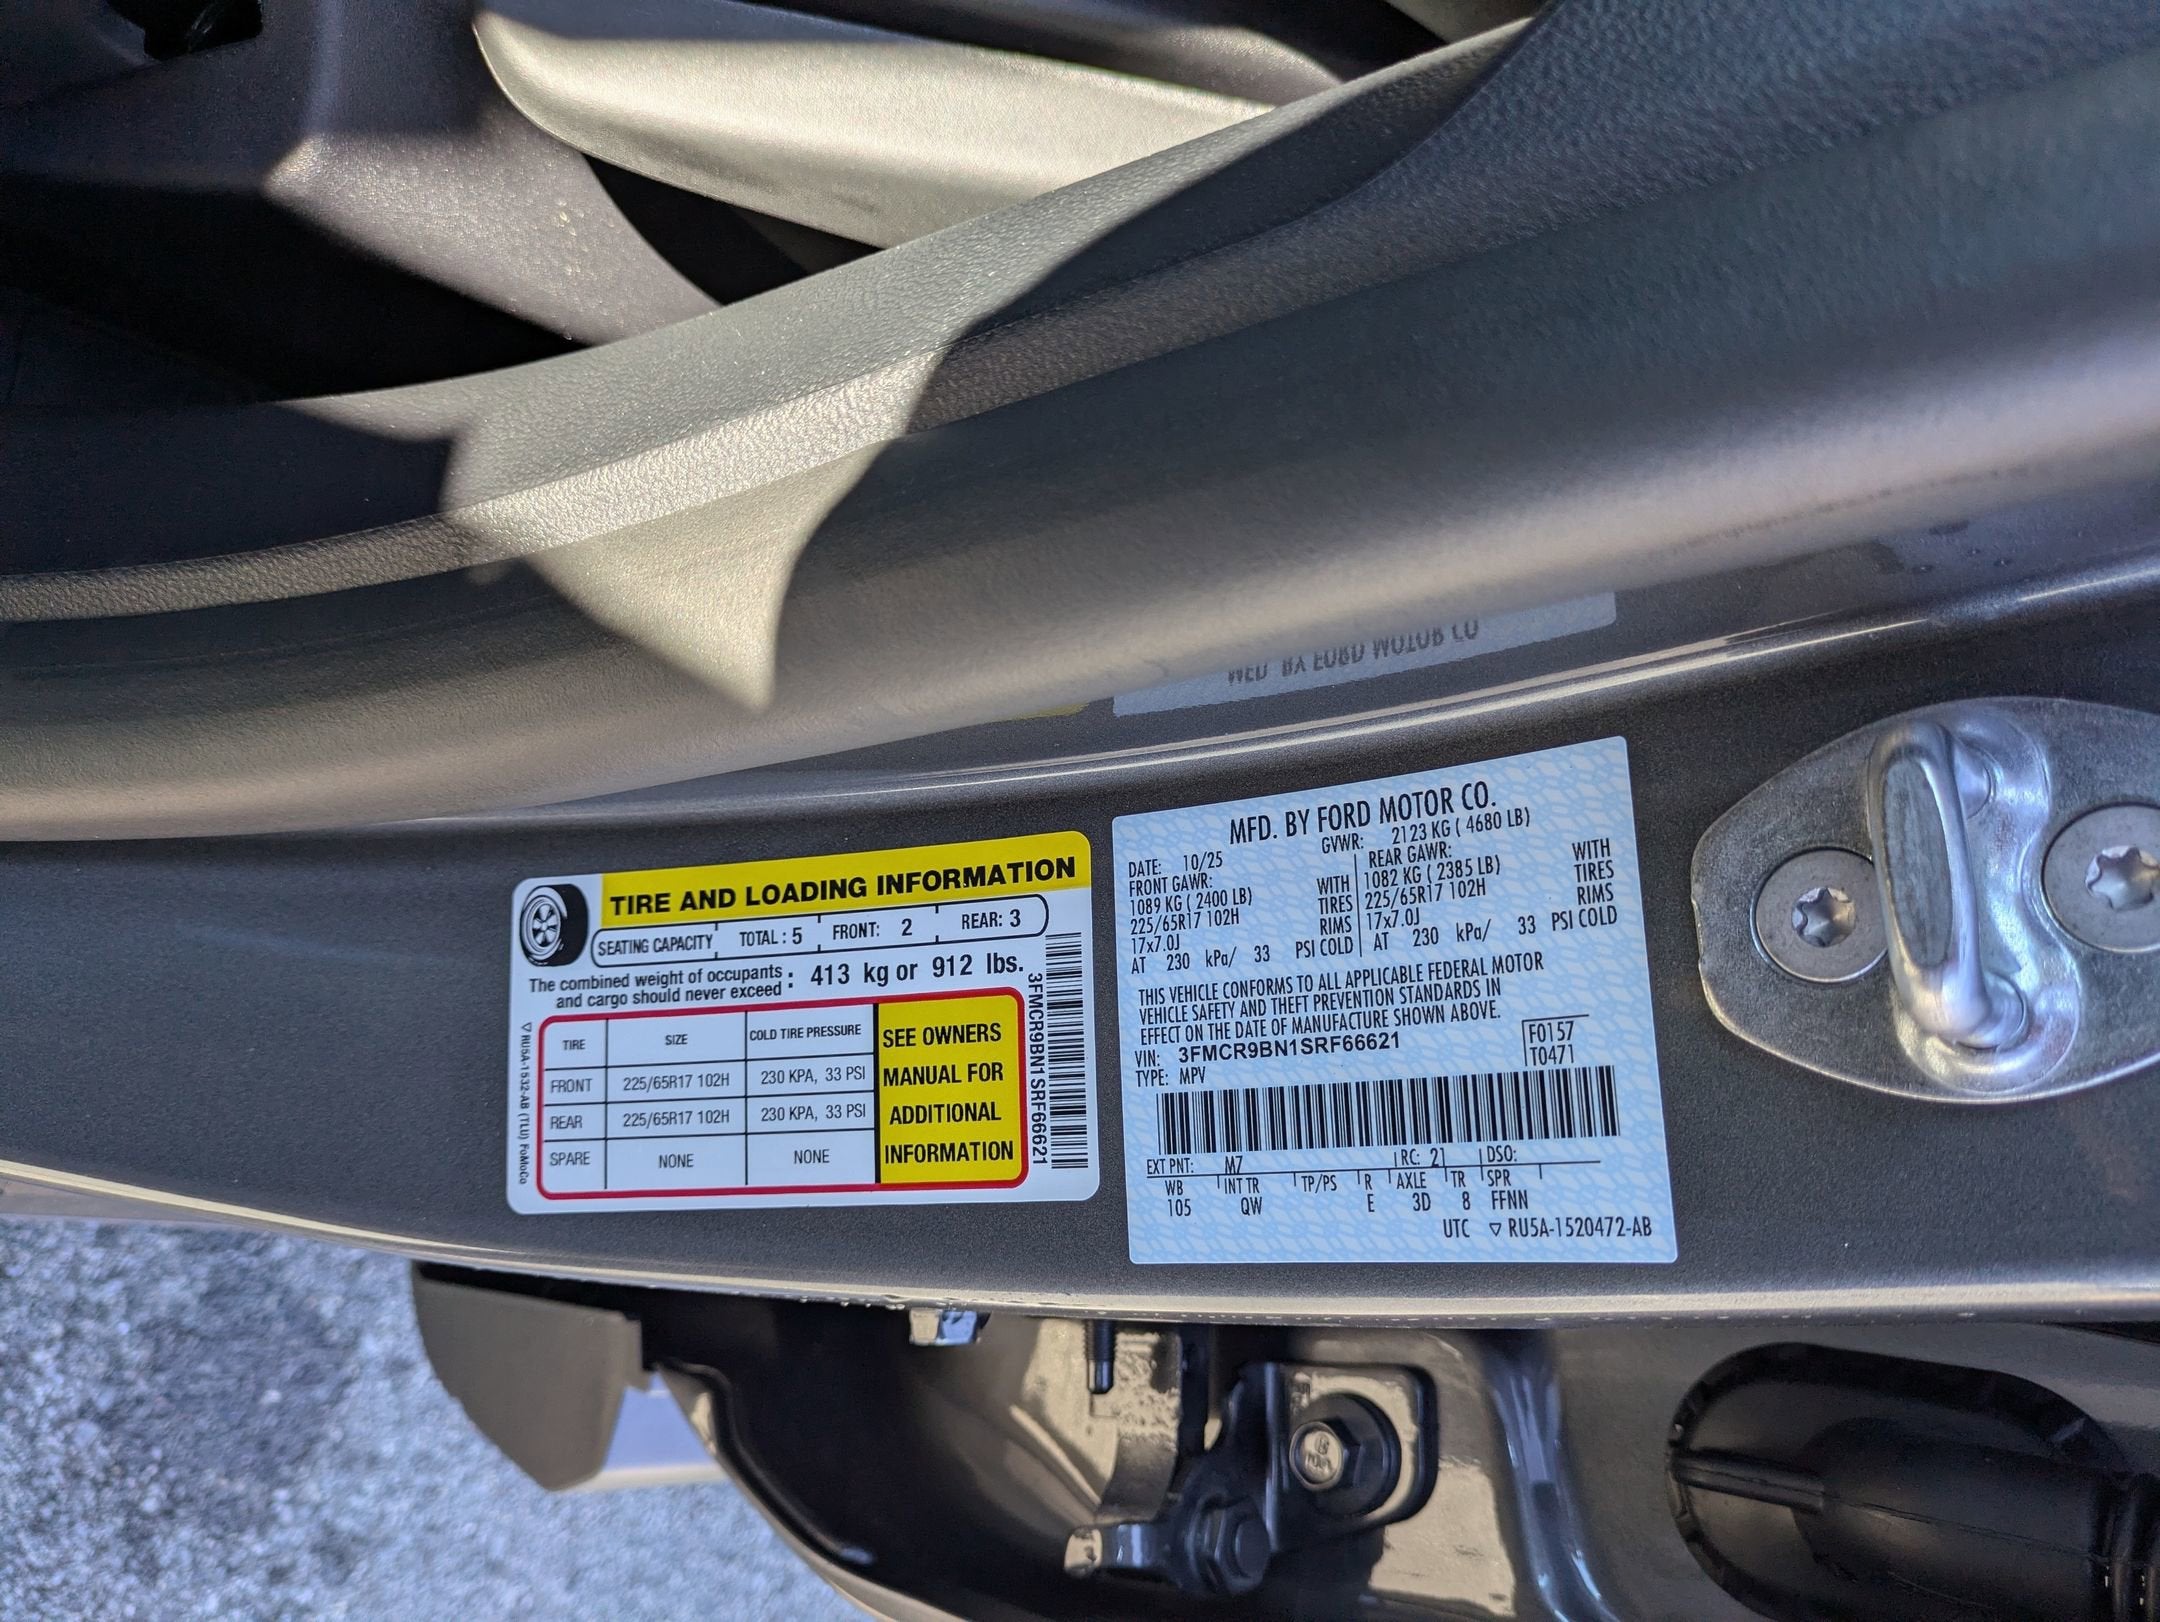 TIRE AND LOADING INFORMATION
SEATING CAPACITY TOTAL : 5 FRONT: 2 REAR: 3
The combined weight of occupants : 413 kg or 912 lbs.
and cargo should never exceed
TIRE SIZE COLD TIRE PRESSURE
FRONT 225/65R17 102H 230 KPA, 33 PSI
REAR 225/65R17 102H 230 KPA, 33 PSI
SPARE NONE NONE
SEE OWNERS
MANUAL FOR
ADDITIONAL
INFORMATION
3FMCR9BN1SRF66621
▽ RU5A-1532-AB (TLU) FoMoCo
MFD. BY FORD MOTOR CO.
DATE: 10/25 GVWR: 2123 KG ( 4680 LB)
FRONT GAWR: WITH REAR GAWR: WITH
1089 KG ( 2400 LB) TIRES 1082 KG ( 2385 LB) TIRES
225/65R17 102H RIMS 225/65R17 102H RIMS
17x7.0J 17x7.0J
AT 230 kPa/ 33 PSI COLD AT 230 kPa/ 33 PSI COLD
THIS VEHICLE CONFORMS TO ALL APPLICABLE FEDERAL MOTOR
VEHICLE SAFETY AND THEFT PREVENTION STANDARDS IN
EFFECT ON THE DATE OF MANUFACTURE SHOWN ABOVE.
VIN: 3FMCR9BN1SRF66621
TYPE: MPV
F0157
T0471
EXT PNT: M7 RC: 21 DSO:
WB INT TR TP/PS R AXLE TR SPR
105 QW E 3D 8 FFNN
UTC ▽ RU5A-1520472-AB